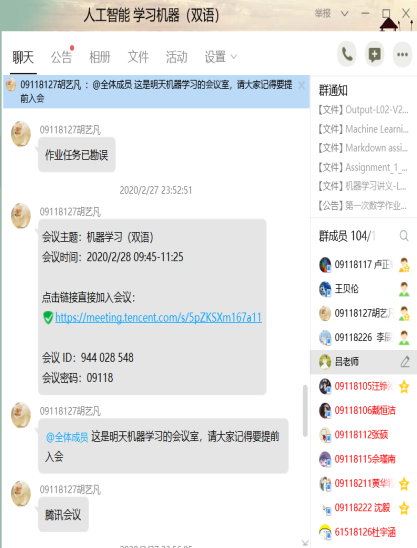 人工智能 学习机器（双语）
举报
聊天 公告 相册 文件 活动 设置
09118127胡艺凡 ：@全体成员 这是明天机器学习的会议室，请大家记得要提前入会
09118127胡艺凡
作业任务已勘误
2020/2/27 23:52:51
09118127胡艺凡
会议主题：机器学习（双语）
会议时间：2020/2/28 09:45-11:25
点击链接直接加入会议：
https://meeting.tencent.com/s/5pZKSXm167a11
会议 ID：944 028 548
会议密码：09118
09118127胡艺凡
@全体成员 这是明天机器学习的会议室，请大家记得要提前
入会
09118127胡艺凡
腾讯会议
群通知
【文件】Output-L02-V2...
【文件】Machine Learni...
【文件】Markdown assi...
【文件】Assignment_1_...
【文件】机器学习讲义-L...
【公告】第一次数学作业...
群成员 104/1
09118117 卢正
王贝伦
09118127胡艺
09118226 李
吕老师
09118105汪
09118106戴恒洁
09118112张硕
09118115佘瑾南
09118211黄华
09118222 沈毅
61518126杜宇涵